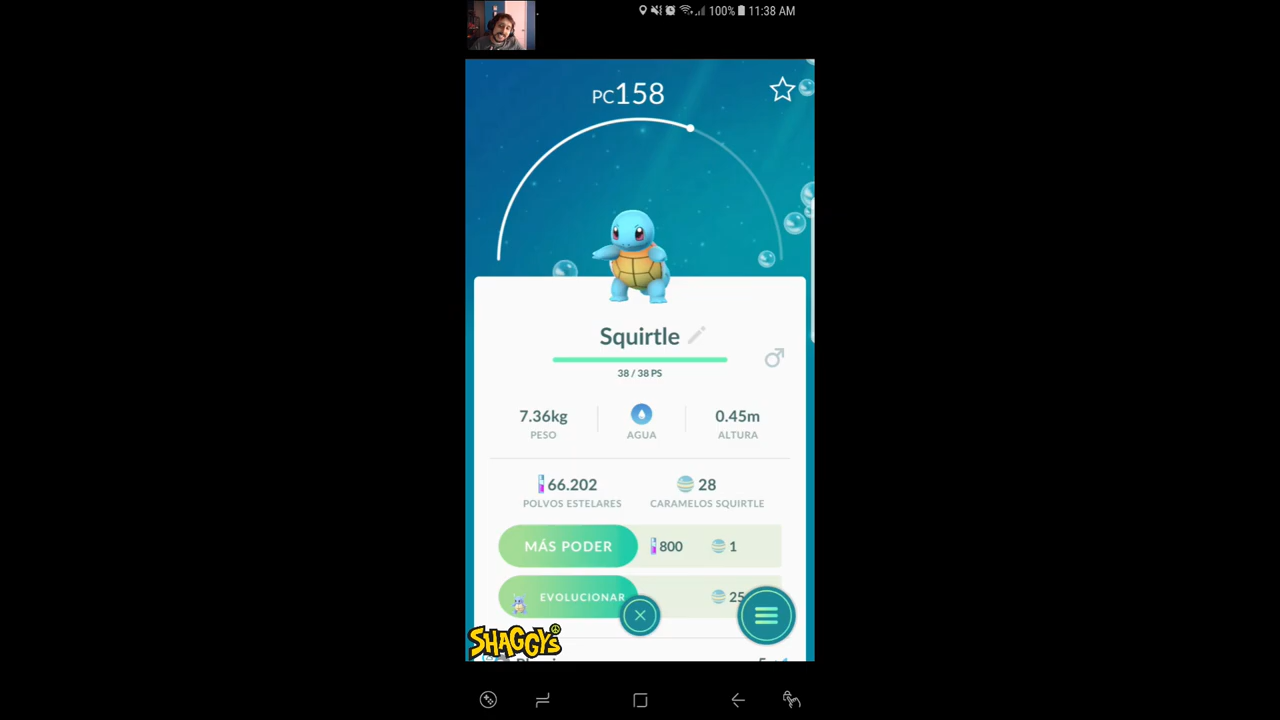 100% 11:38 AM
PC158
Squirtle
38 / 38 PS
7.36kg
PESO
AGUA
0.45m
ALTURA
66.202
POLVOS ESTELARES
28
CARAMELOS SQUIRTLE
MÁS PODER 800 1
EVOLUCIONAR 25
SHAGGYs